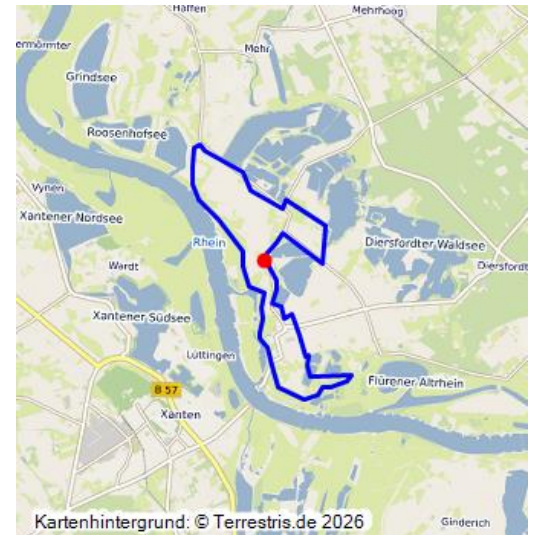 Haffen
Mehrhoog
ermörmter
Mehr
Grindsee
Roosenhofsee
Vynen
Xantener Nordsee
Rhein
Diersfordter Waldsee
Wardt
Diersfordt
Xantener Südsee
Lüttingen
Flürener Altrhein
B 57
Xanten
Ginderich
Kartenhintergrund: © Terrestris.de 2026